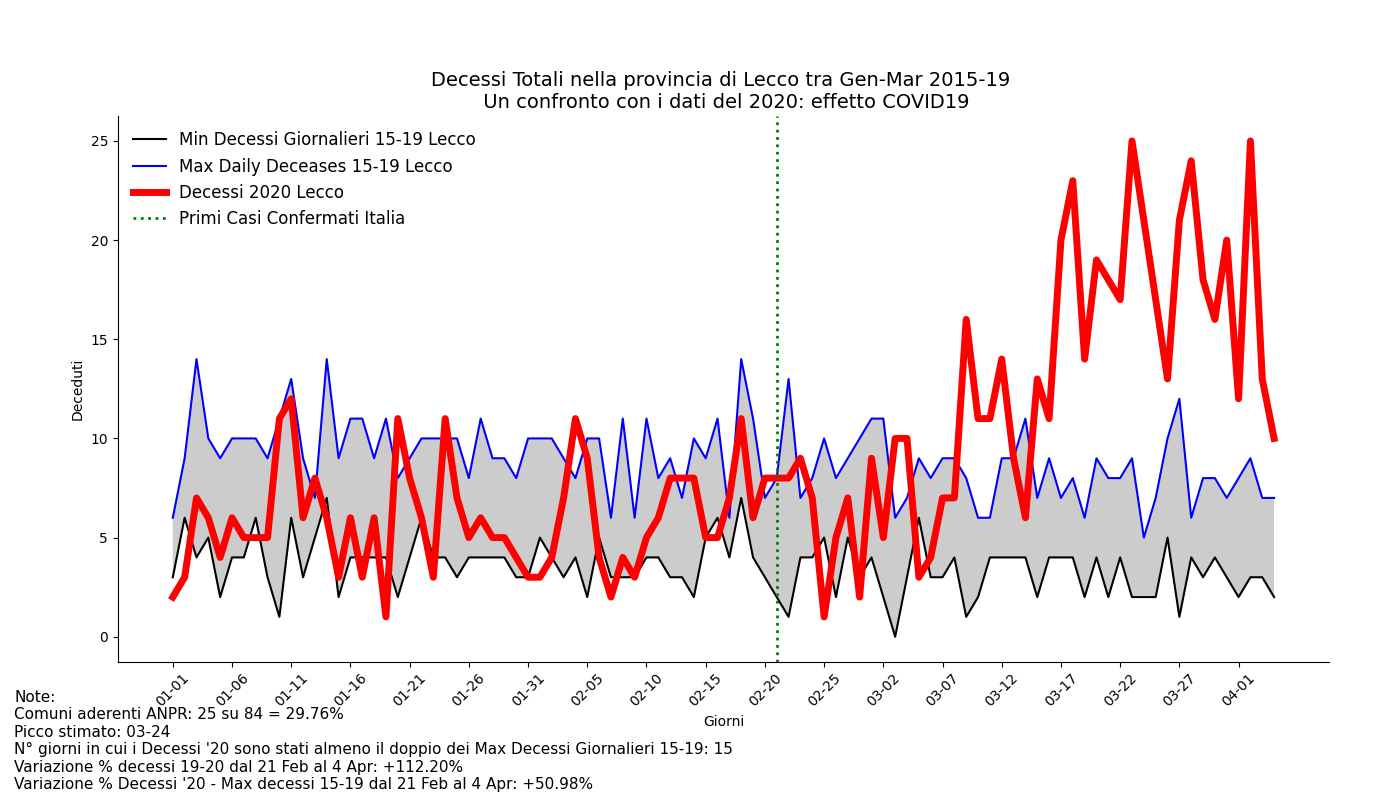 Decessi Totali nella provincia di Lecco tra Gen-Mar 2015-19
Un confronto con i dati del 2020: effetto COVID19
Min Decessi Giornalieri 15-19 Lecco
Max Daily Deceases 15-19 Lecco
Decessi 2020 Lecco
Primi Casi Confermati Italia
25
20
15
10
5
0
Deceduti
01-01
01-06
01-11
01-16
01-21
01-26
01-31
02-05
02-10
02-15
02-20
02-25
03-02
03-07
03-12
03-17
03-22
03-27
04-01
Giorni
Note:
Comuni aderenti ANPR: 25 su 84 = 29.76%
Picco stimato: 03-24
N° giorni in cui i Decessi '20 sono stati almeno il doppio dei Max Decessi Giornalieri 15-19: 15
Variazione % decessi 19-20 dal 21 Feb al 4 Apr: +112.20%
Variazione % Decessi '20 - Max decessi 15-19 dal 21 Feb al 4 Apr: +50.98%